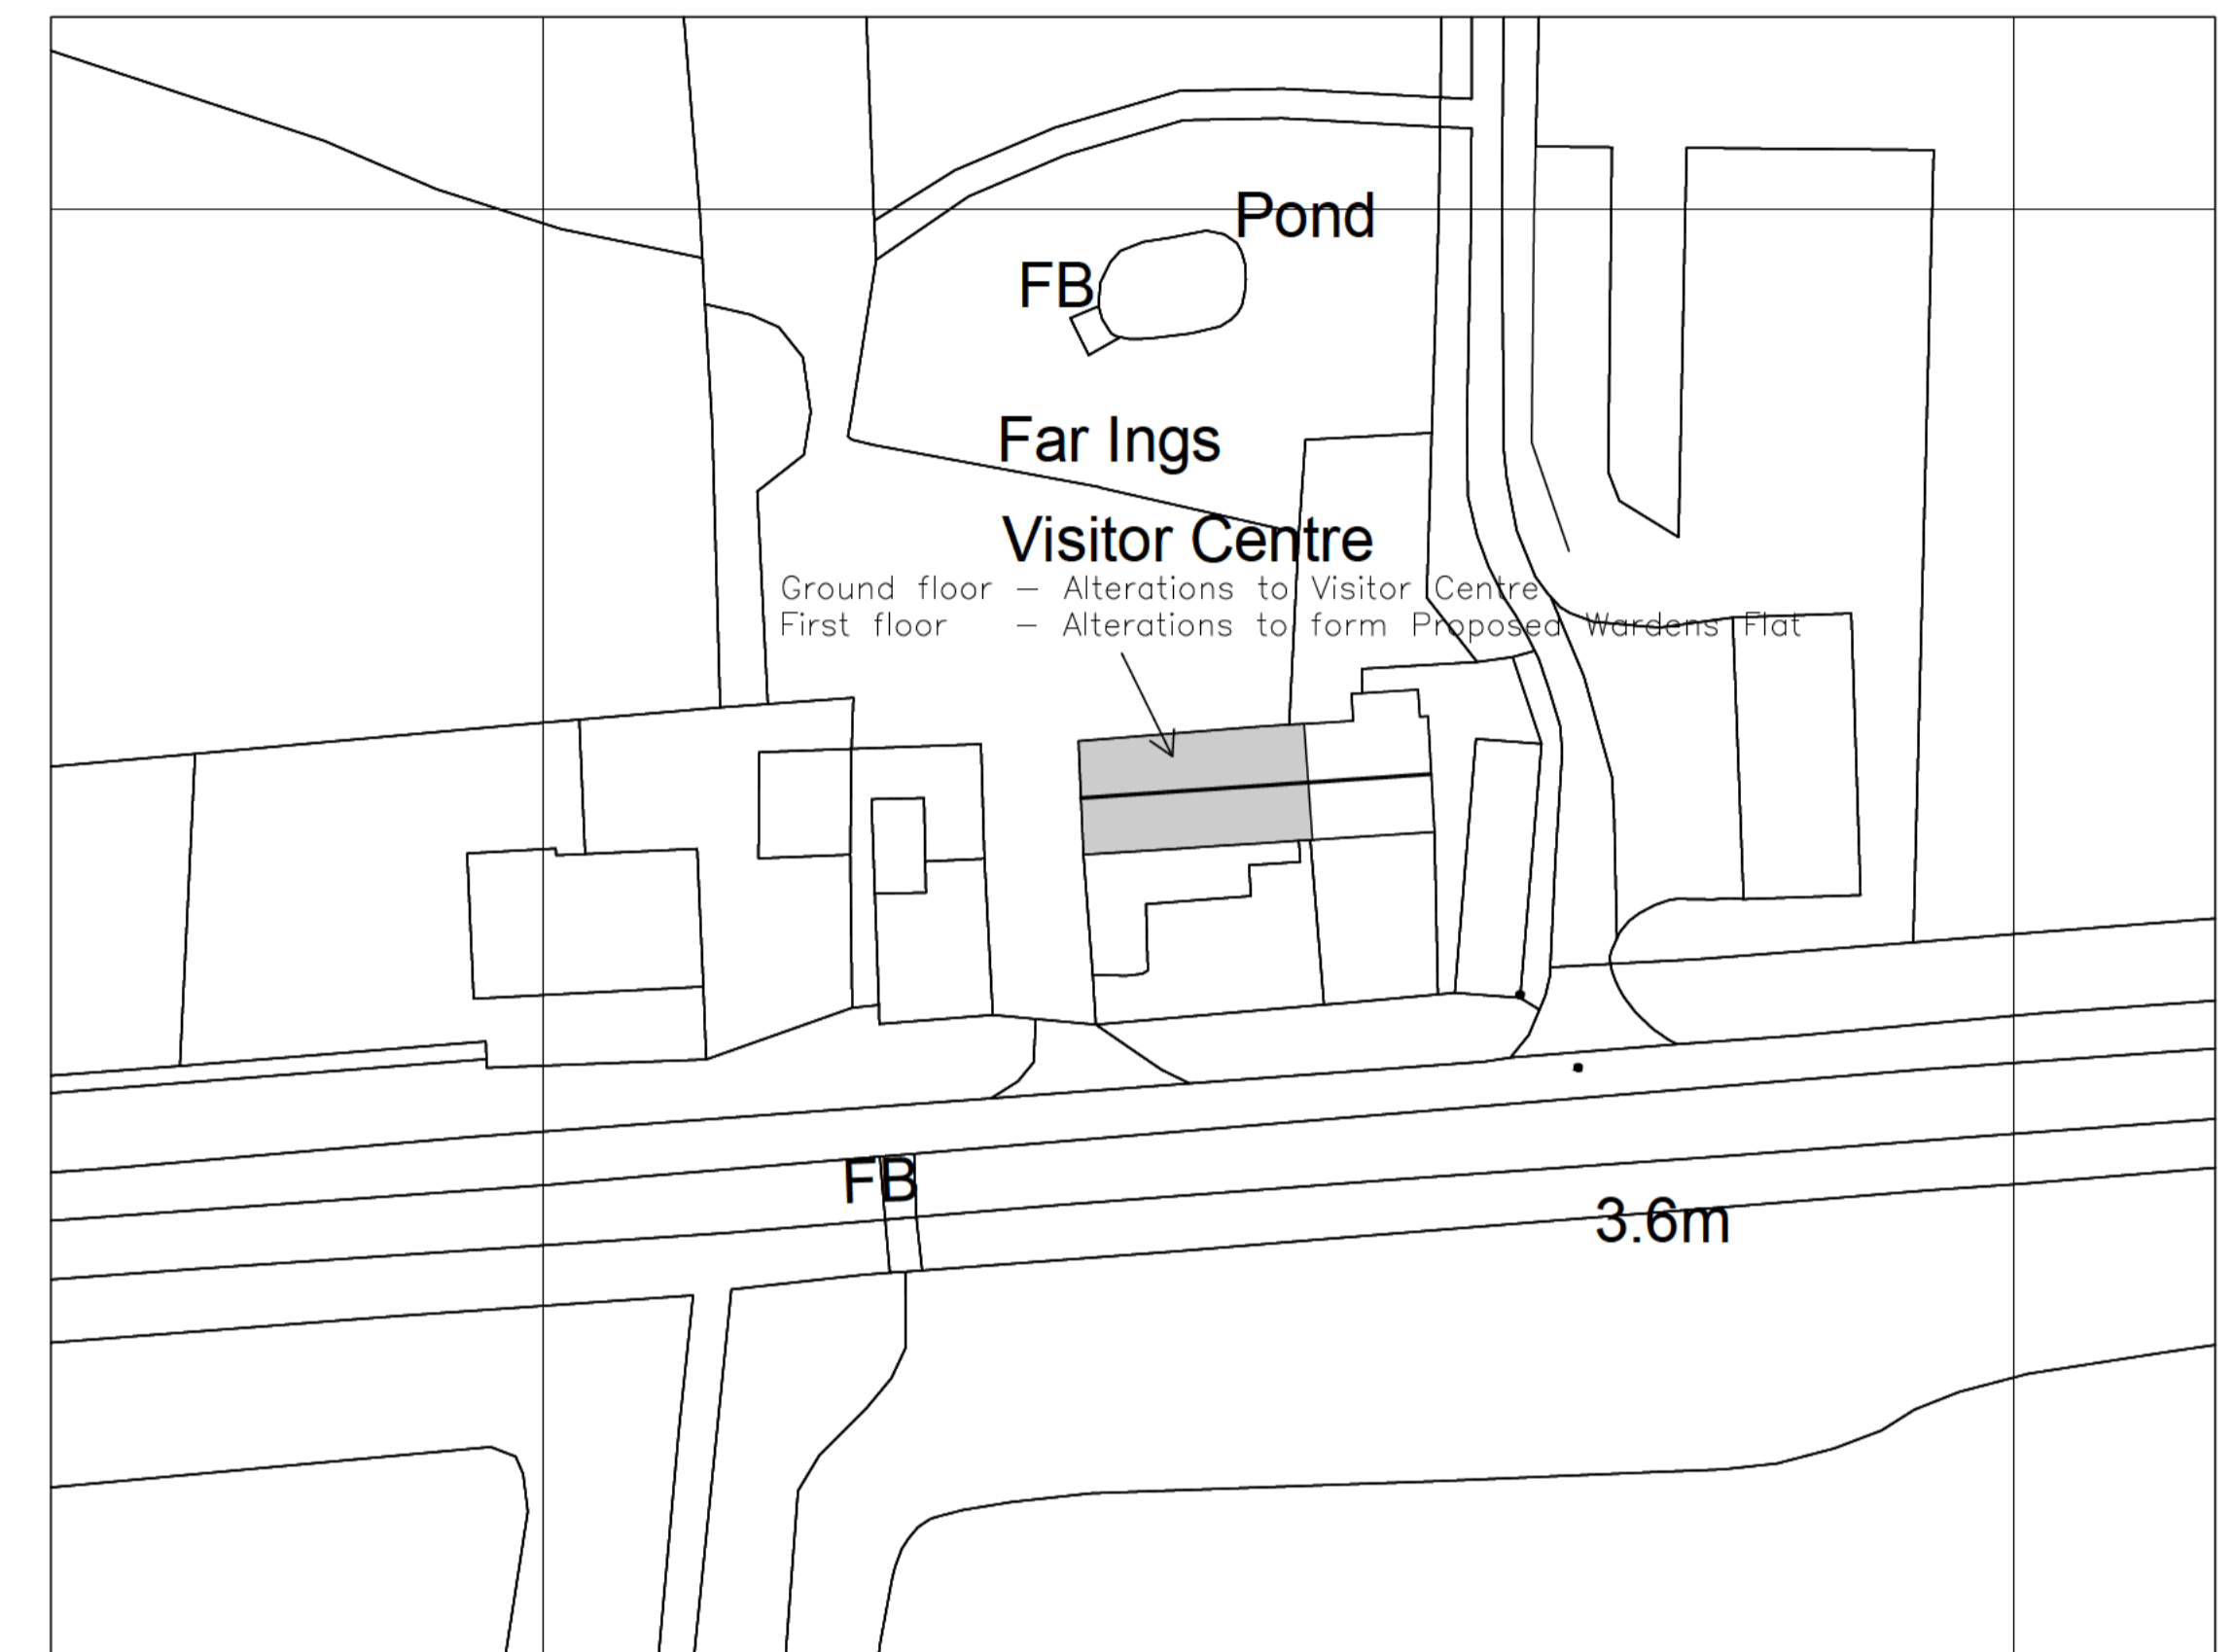 Pond
FB
Far Ings
Visitor Centre
Ground floor – Alterations to Visitor Centre
First floor – Alterations to form Proposed Wardens Flat
FB
3.6m